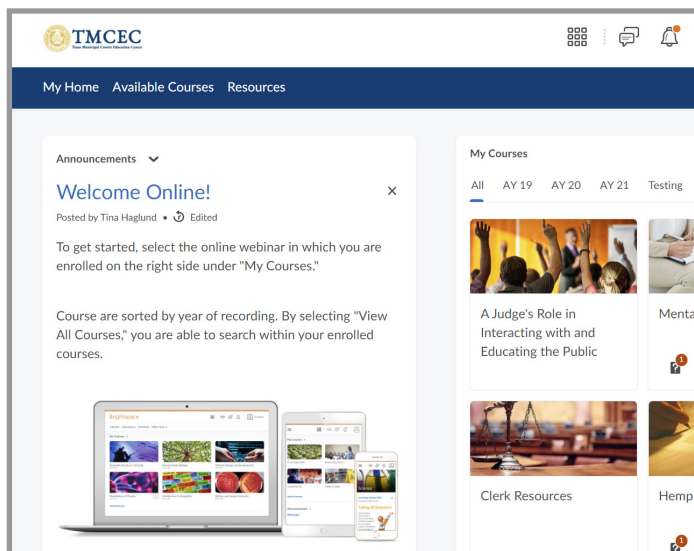 TMCEC
Texas Municipal Courts Education Center
My Home Available Courses Resources
Announcements
Welcome Online!
Posted by Tina Haglund • Edited
To get started, select the online webinar in which you are
enrolled on the right side under "My Courses."
Course are sorted by year of recording. By selecting "View
All Courses," you are able to search within your enrolled
courses.
Brightspace
My Courses
All AY 19 AY 20 AY 21 Testing
A Judge's Role in
Interacting with and
Educating the Public
Menta
1
Clerk Resources
Hemp
1